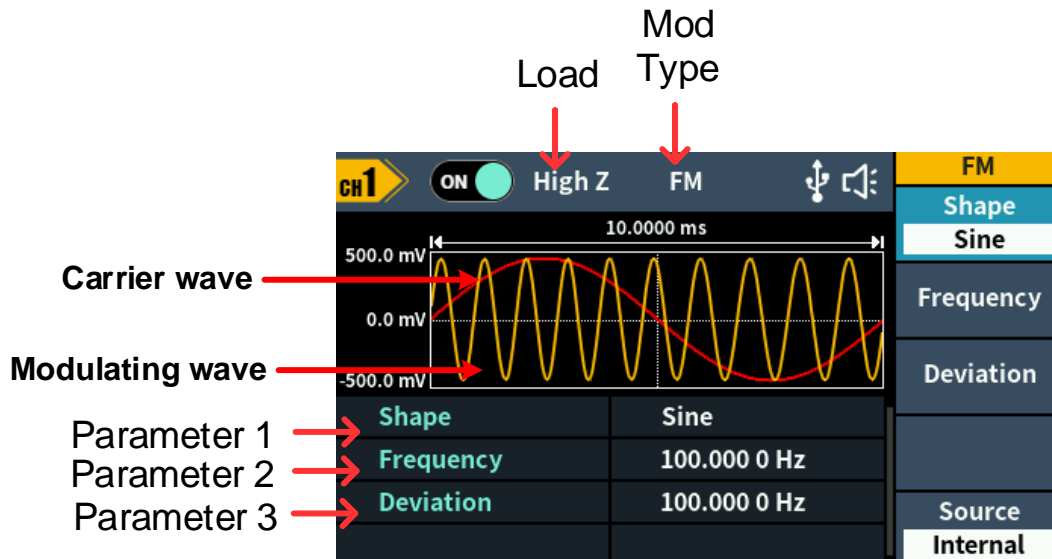 Mod
Type
Load
CH1
ON
High Z
FM
FM
Shape
Sine
10.0000 ms
500.0 mV
Carrier wave
Frequency
0.0 mV
Modulating wave
Deviation
-500.0 mV
Parameter 1
Shape
Sine
Parameter 2
Frequency
100.000 0 Hz
Parameter 3
Deviation
100.000 0 Hz
Source
Internal